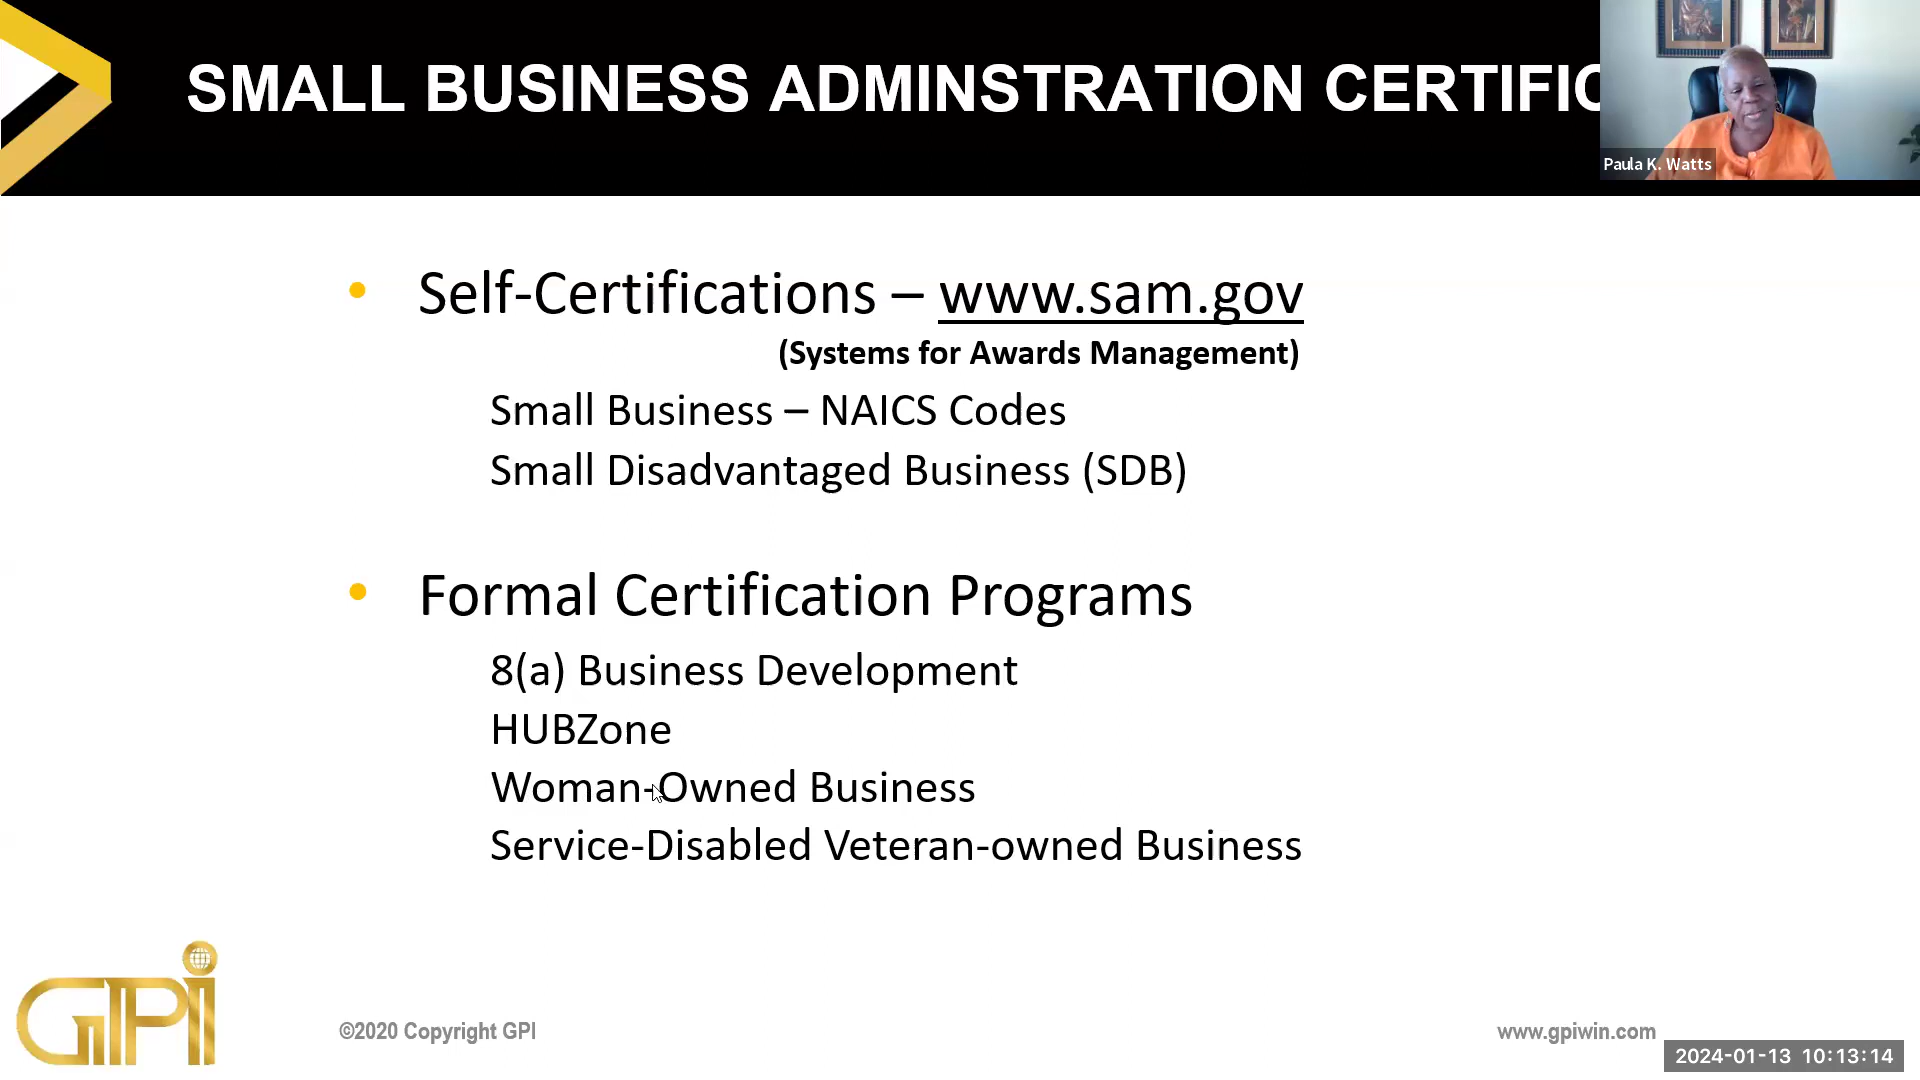 SMALL BUSINESS ADMINSTRATION CERTIFIC
Paula K. Watts
• Self-Certifications – www.sam.gov
(Systems for Awards Management)
Small Business – NAICS Codes
Small Disadvantaged Business (SDB)
• Formal Certification Programs
8(a) Business Development
HUBZone
Woman-Owned Business
Service-Disabled Veteran-owned Business
GPi
©2020 Copyright GPI
www.gpiwin.com
2024-01-13 10:13:14